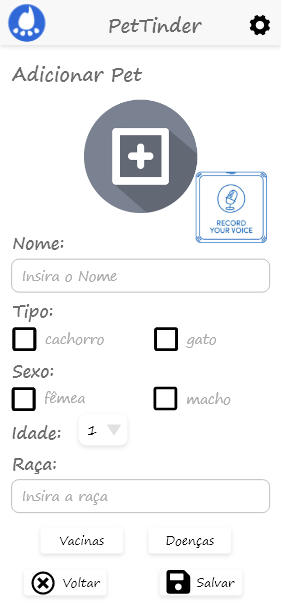 PetTinder
Adicionar Pet
RECORD
YOUR VOICE
Nome:
Insira o Nome
Tipo:
cachorro gato
Sexo:
fêmea macho
Idade: 1
Raça:
Insira a raça
Vacinas Doenças
Voltar Salvar